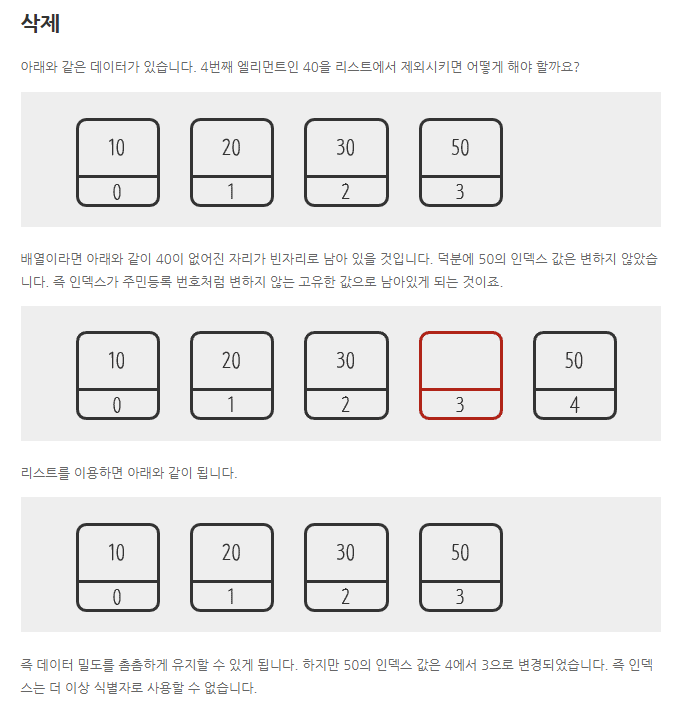 삭제
아래와 같은 데이터가 있습니다. 4번째 엘리먼트인 40을 리스트에서 제외시키면 어떻게 해야 할까요?
10 20 30 50
0 1 2 3
배열이라면 아래와 같이 40이 없어진 자리가 빈자리로 남아 있을 것입니다. 덕분에 50의 인덱스 값은 변하지 않았습
니다. 즉 인덱스가 주민등록 번호처럼 변하지 않는 고유한 값으로 남아있게 되는 것이죠.
10 20 30 50
0 1 2 3 4
리스트를 이용하면 아래와 같이 됩니다.
10 20 30 50
0 1 2 3
즉 데이터 밀도를 촘촘하게 유지할 수 있게 됩니다. 하지만 50의 인덱스 값은 4에서 3으로 변경되었습니다. 즉 인덱
스는 더 이상 식별자로 사용할 수 없습니다.